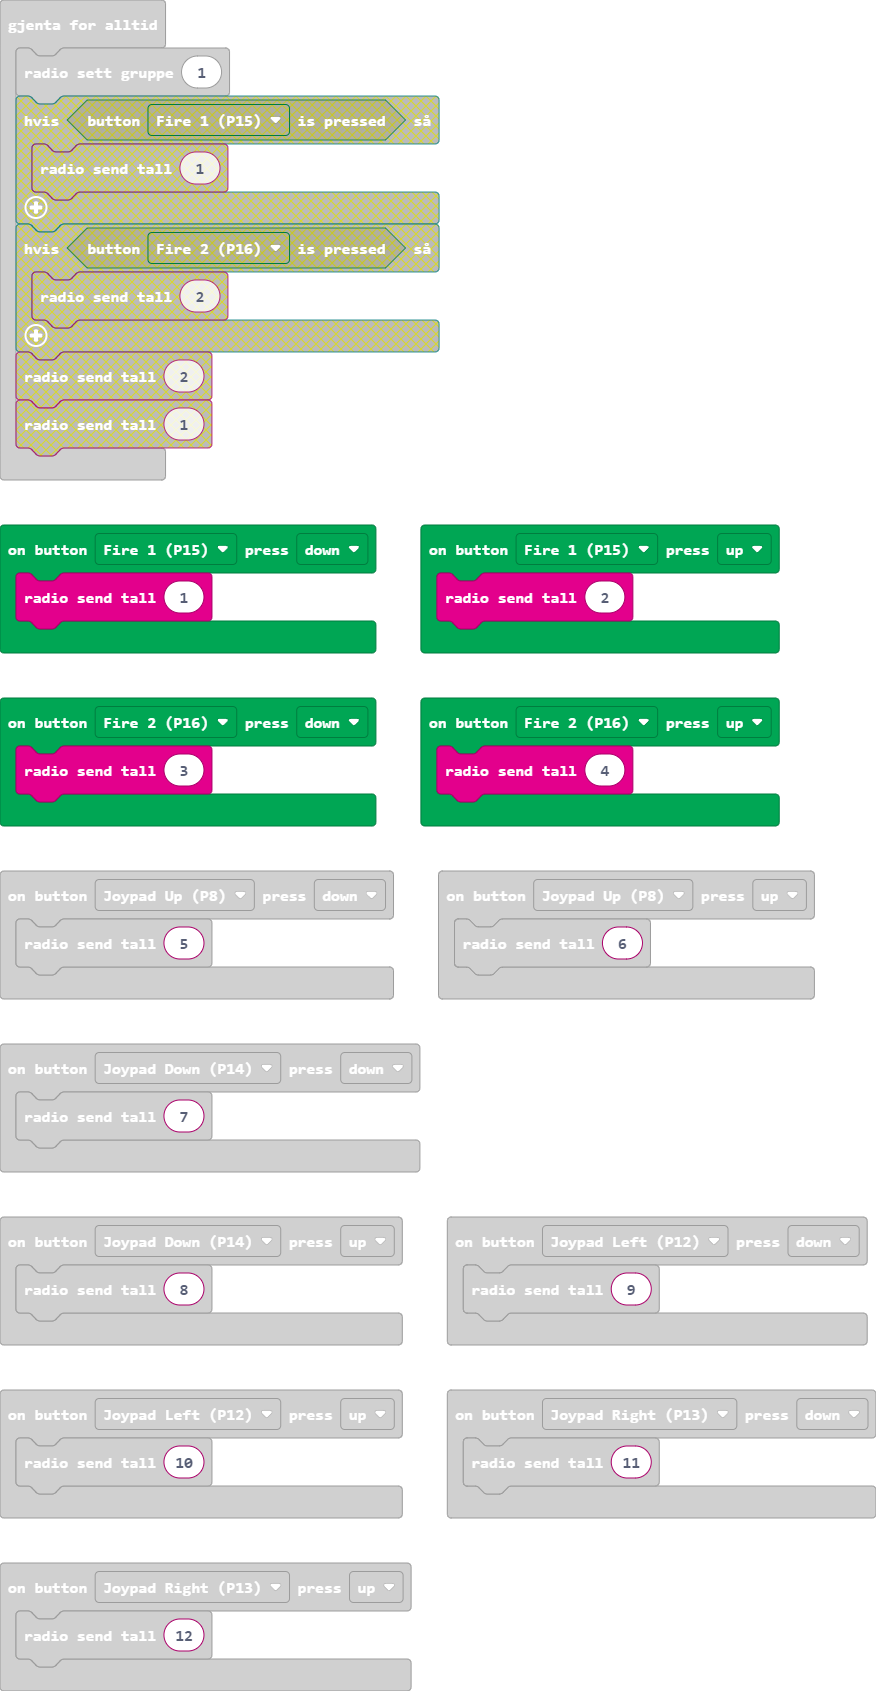 gjenta for alltid
radio sett gruppe 1
hvis button Fire 1 (P15) is pressed så
radio send tall 1
hvis button Fire 2 (P16) is pressed så
radio send tall 2
radio send tall 2
radio send tall 1
on button Fire 1 (P15) press down
radio send tall 1
on button Fire 1 (P15) press up
radio send tall 2
on button Fire 2 (P16) press down
radio send tall 3
on button Fire 2 (P16) press up
radio send tall 4
on button Joypad Up (P8) press down
radio send tall 5
on button Joypad Up (P8) press up
radio send tall 6
on button Joypad Down (P14) press down
radio send tall 7
on button Joypad Down (P14) press up
radio send tall 8
on button Joypad Left (P12) press down
radio send tall 9
on button Joypad Left (P12) press up
radio send tall 10
on button Joypad Right (P13) press down
radio send tall 11
on button Joypad Right (P13) press up
radio send tall 12